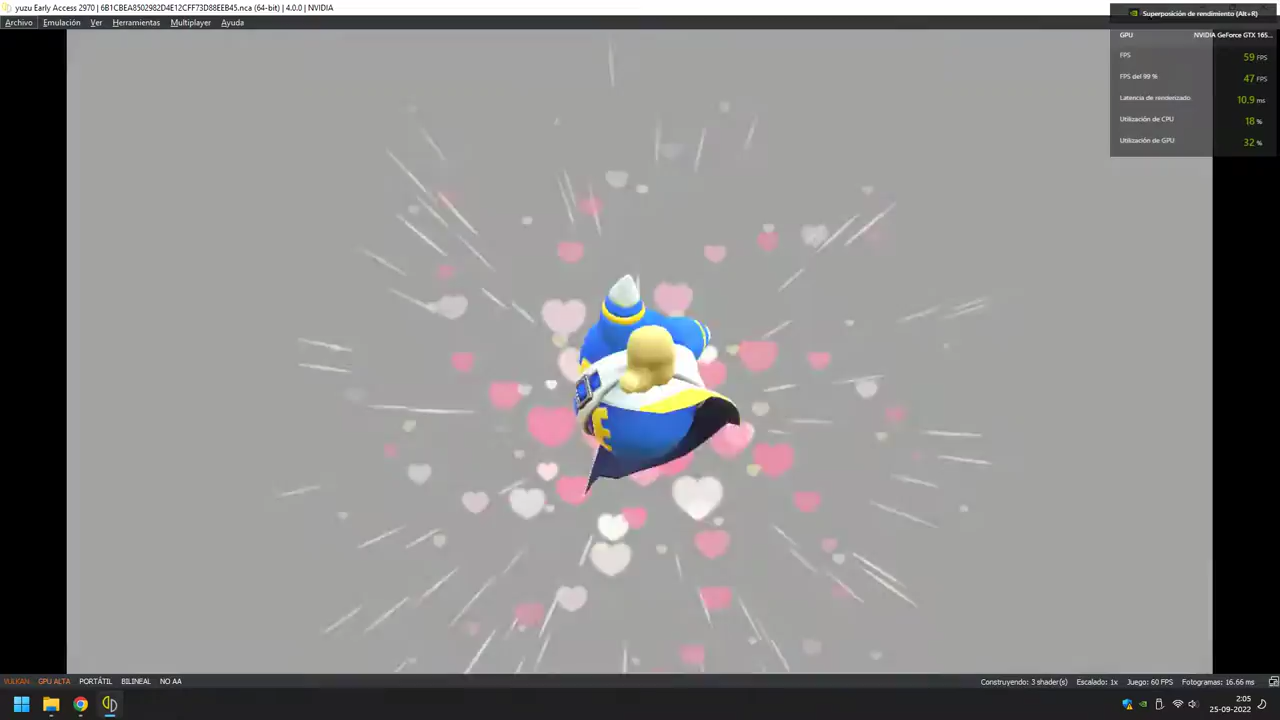 yuzu Early Access 2970 | 6B1CBEA8502982D4E12CFF73D88EEB45.nca (64-bit) | 4.0.0 | NVIDIA
Archivo Emulación Ver Herramientas Multiplayer Ayuda
Superposición de rendimiento (Alt+R)
GPU NVIDIA GeForce GTX 165...
FPS 59 FPS
FPS del 99 % 47 FPS
Latencia de renderizado 10.9 ms
Utilización de CPU 18 %
Utilización de GPU 32 %
VULKAN GPU ALTA PORTÁTIL BILINEAL NO AA
Construyendo: 3 shader(s) Escalado: 1x Juego: 60 FPS Fotogramas: 16.66 ms
2:05
25-09-2022